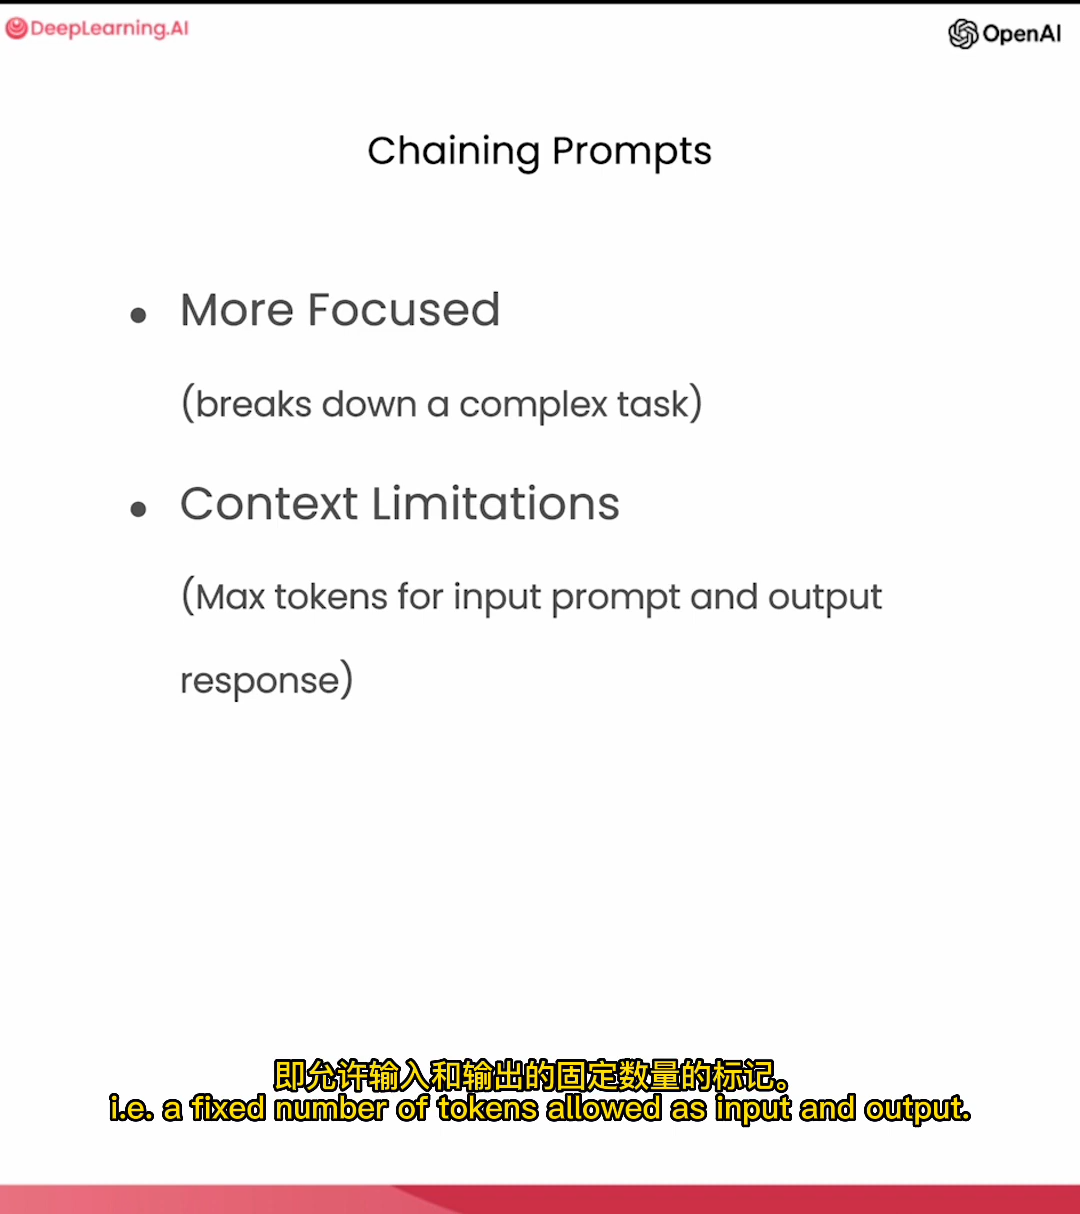 DeepLearning.AI
OpenAI
Chaining Prompts
• More Focused
(breaks down a complex task)
• Context Limitations
(Max tokens for input prompt and output
response)
即允许输入和输出的固定数量的标记。
i.e. a fixed number of tokens allowed as input and output.